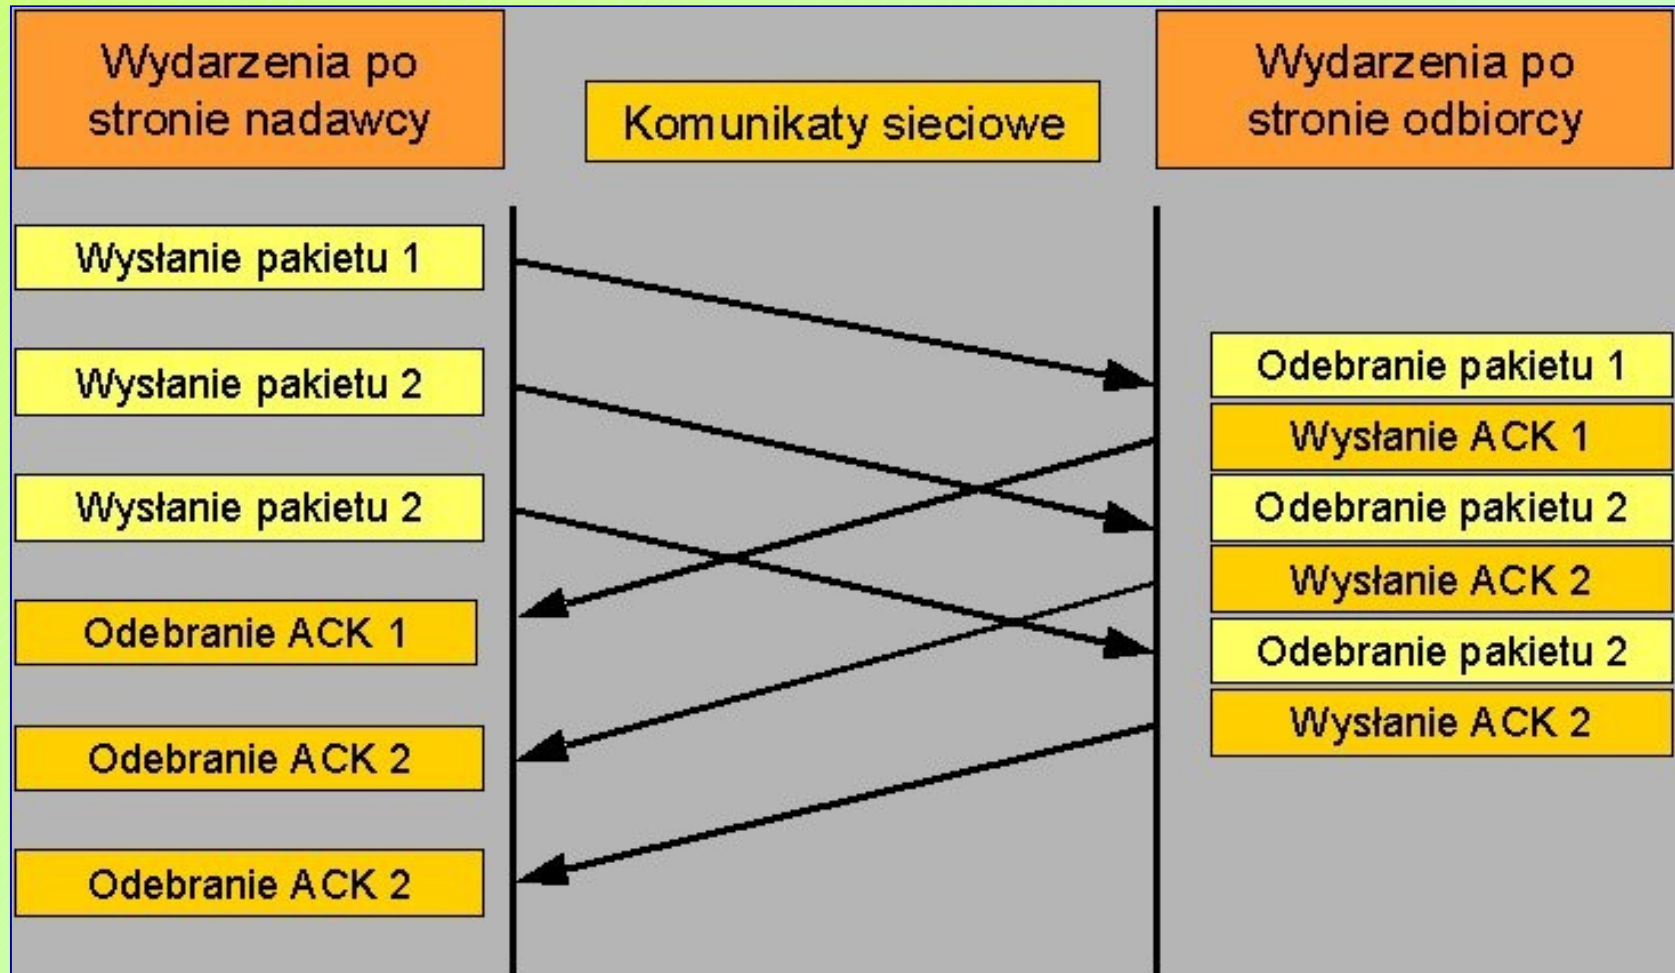 Wydarzenia po
stronie nadawcy
Komunikaty sieciowe
Wydarzenia po
stronie odbiorcy
Wysłanie pakietu 1
Wysłanie pakietu 2
Wysłanie pakietu 2
Odebranie ACK 1
Odebranie ACK 2
Odebranie ACK 2
Odebranie pakietu 1
Wysłanie ACK 1
Odebranie pakietu 2
Wysłanie ACK 2
Odebranie pakietu 2
Wysłanie ACK 2